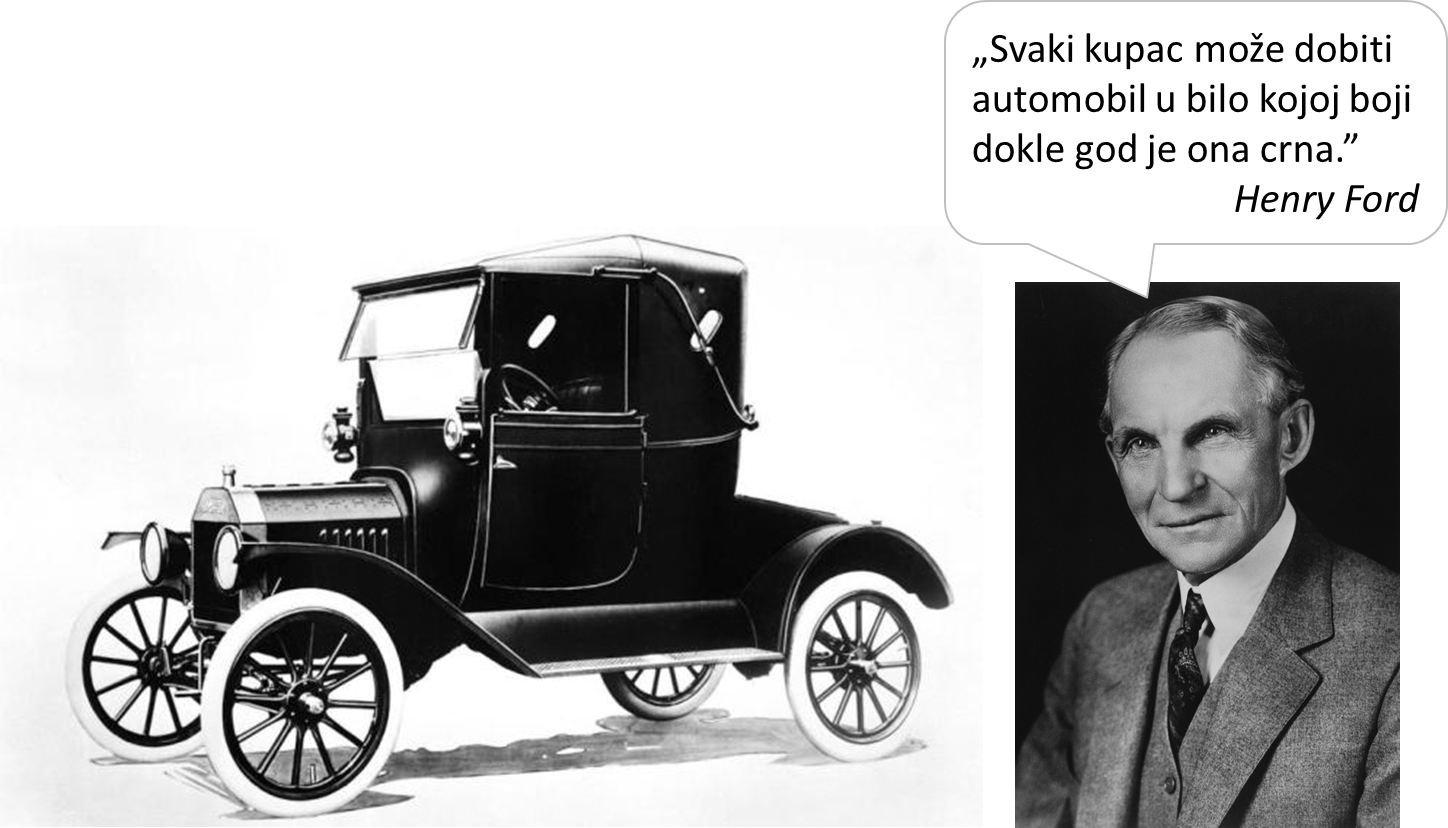 „Svaki kupac može dobiti
automobil u bilo kojoj boji
dokle god je ona crna.”
Henry Ford